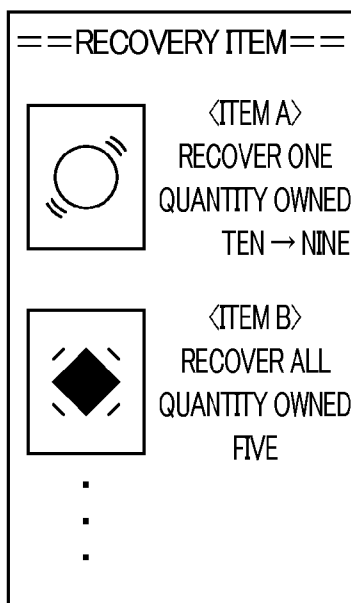 ==RECOVERY ITEM==
〈ITEM A〉
RECOVER ONE
QUANTITY OWNED
TEN → NINE
〈ITEM B〉
RECOVER ALL
QUANTITY OWNED
FIVE